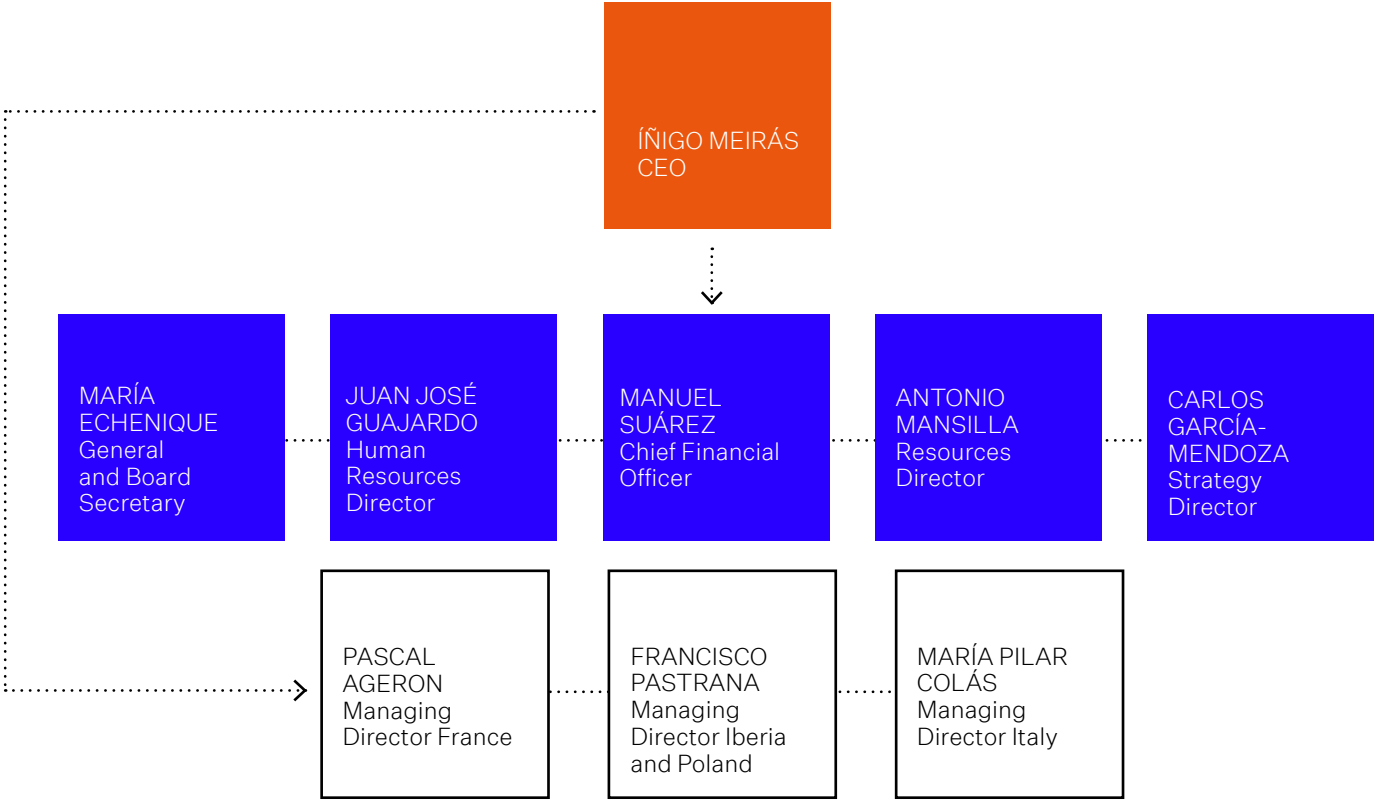 ÍÑIGO MEIRÁS
CEO
MARÍA
ECHENIQUE
General
and Board
Secretary
JUAN JOSÉ
GUAJARDO
Human
Resources
Director
MANUEL
SUÁREZ
Chief Financial
Officer
ANTONIO
MANSILLA
Resources
Director
CARLOS
GARCÍA-
MENDOZA
Strategy
Director
PASCAL
AGERON
Managing
Director France
FRANCISCO
PASTRANA
Managing
Director Iberia
and Poland
MARÍA PILAR
COLÁS
Managing
Director Italy